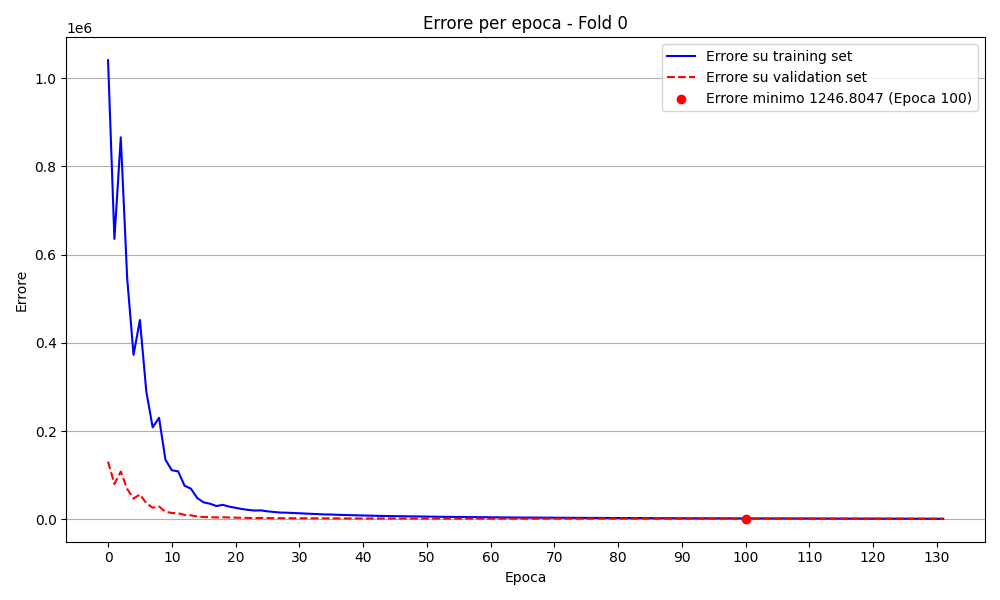 Errore per epoca - Fold 0
1e6
Errore su training set
Errore su validation set
Errore minimo 1246.8047 (Epoca 100)
1.0
0.8
0.6
0.4
0.2
0.0
Errore
0 10 20 30 40 50 60 70 80 90 100 110 120 130
Epoca